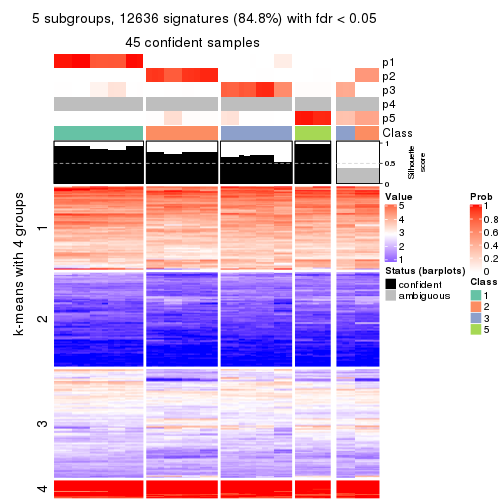 5 subgroups, 12636 signatures (84.8%) with fdr < 0.05
45 confident samples
p1
p2
p3
p4
p5
Class
1
0.5
0
Silhouette
score
k-means with 4 groups
1
2
3
4
Value
5
4
3
2
1
Status (barplots)
confident
ambiguous
Prob
1
0.8
0.6
0.4
0.2
0
Class
1
2
3
5